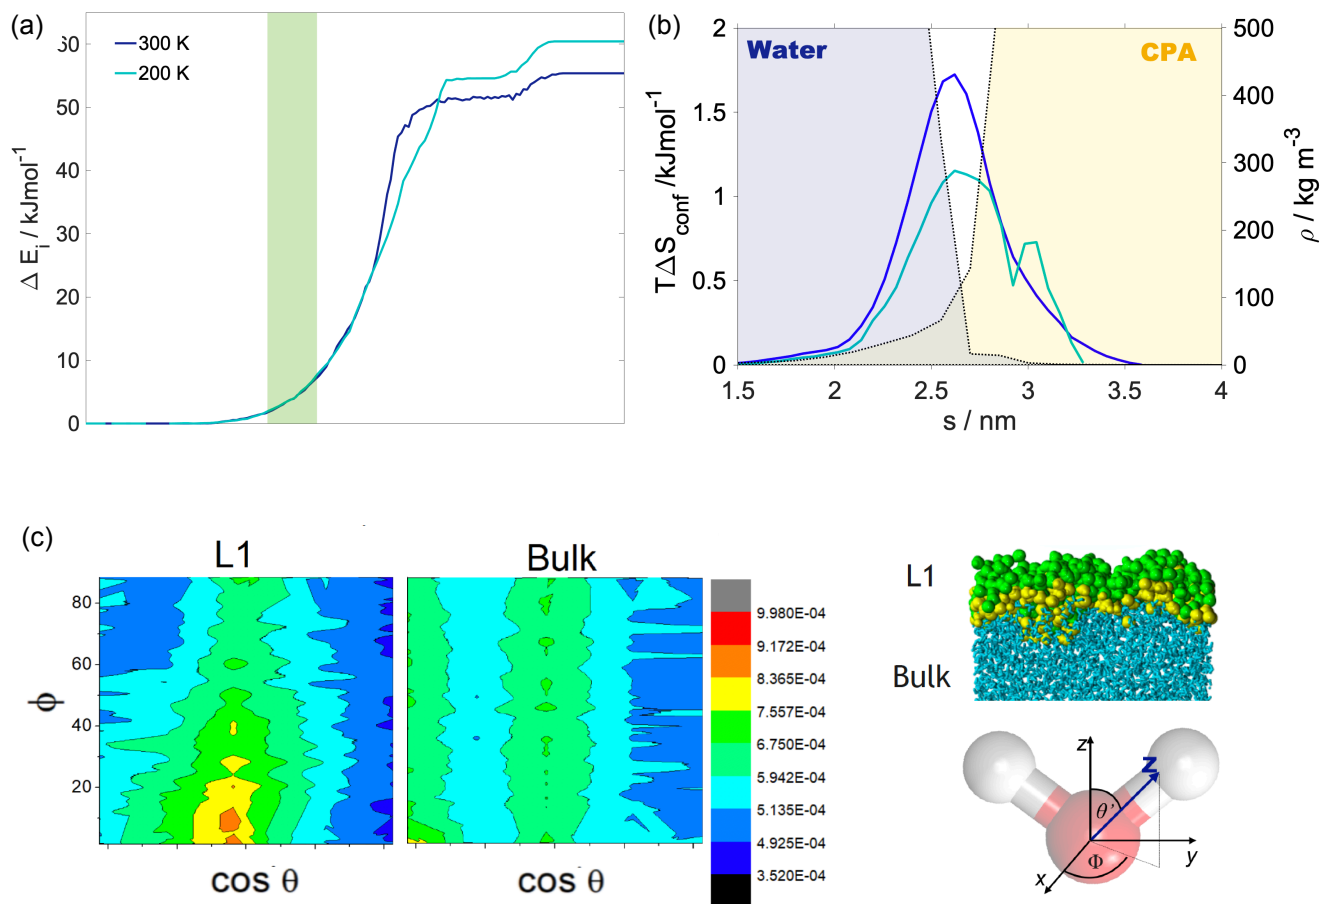 (a)
300 K
200 K
60
50
40
30
20
10
0
Δ E_i / kJmol^-1
(b)
Water
CPA
2
1.5
1
0.5
0
TΔS_conf /kJmol^-1
500
400
300
200
100
0
ρ / kg m^-3
1.5 2 2.5 3 3.5 4
s / nm
(c)
L1
Bulk
80
60
40
20
ϕ
cos θ
cos θ
9.980E-04
9.172E-04
8.365E-04
7.557E-04
6.750E-04
5.942E-04
5.135E-04
4.925E-04
3.520E-04
L1
Bulk
z
z
θ'
y
Φ
x